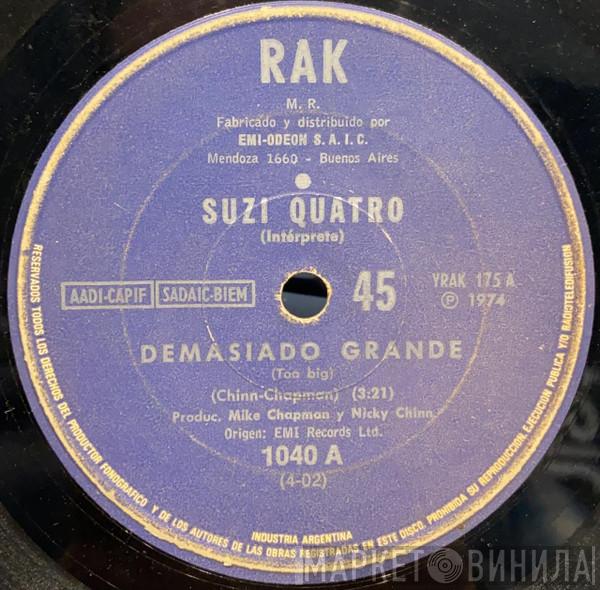 RAK
M. R.
Fabricado y distribuído por
EMI-ODEON S. A. I. C.
Mendoza 1660 - Buenos Aires
SUZI QUATRO
(Intérprete)
AADI-CAPIF SADAIC-BIEM
45
YRAK 175 A
Ⓟ 1974
DEMASIADO GRANDE
(Too big)
(Chinn-Chapman) (3:21)
Produc. Mike Chapman y Nicky Chinn
Origen: EMI Records Ltd.
1040 A
(4-02)
INDUSTRIA ARGENTINA
RESERVADOS TODOS LOS DERECHOS DEL PRODUCTOR FONOGRAFICO Y DE LOS AUTORES DE LAS OBRAS REGISTRADAS EN ESTE DISCO. PROHIBIDA SU REPRODUCCION, EJECUCION PUBLICA Y/O RADIOTELEDIFUSION
МАРКЕТ ВИНИЛА